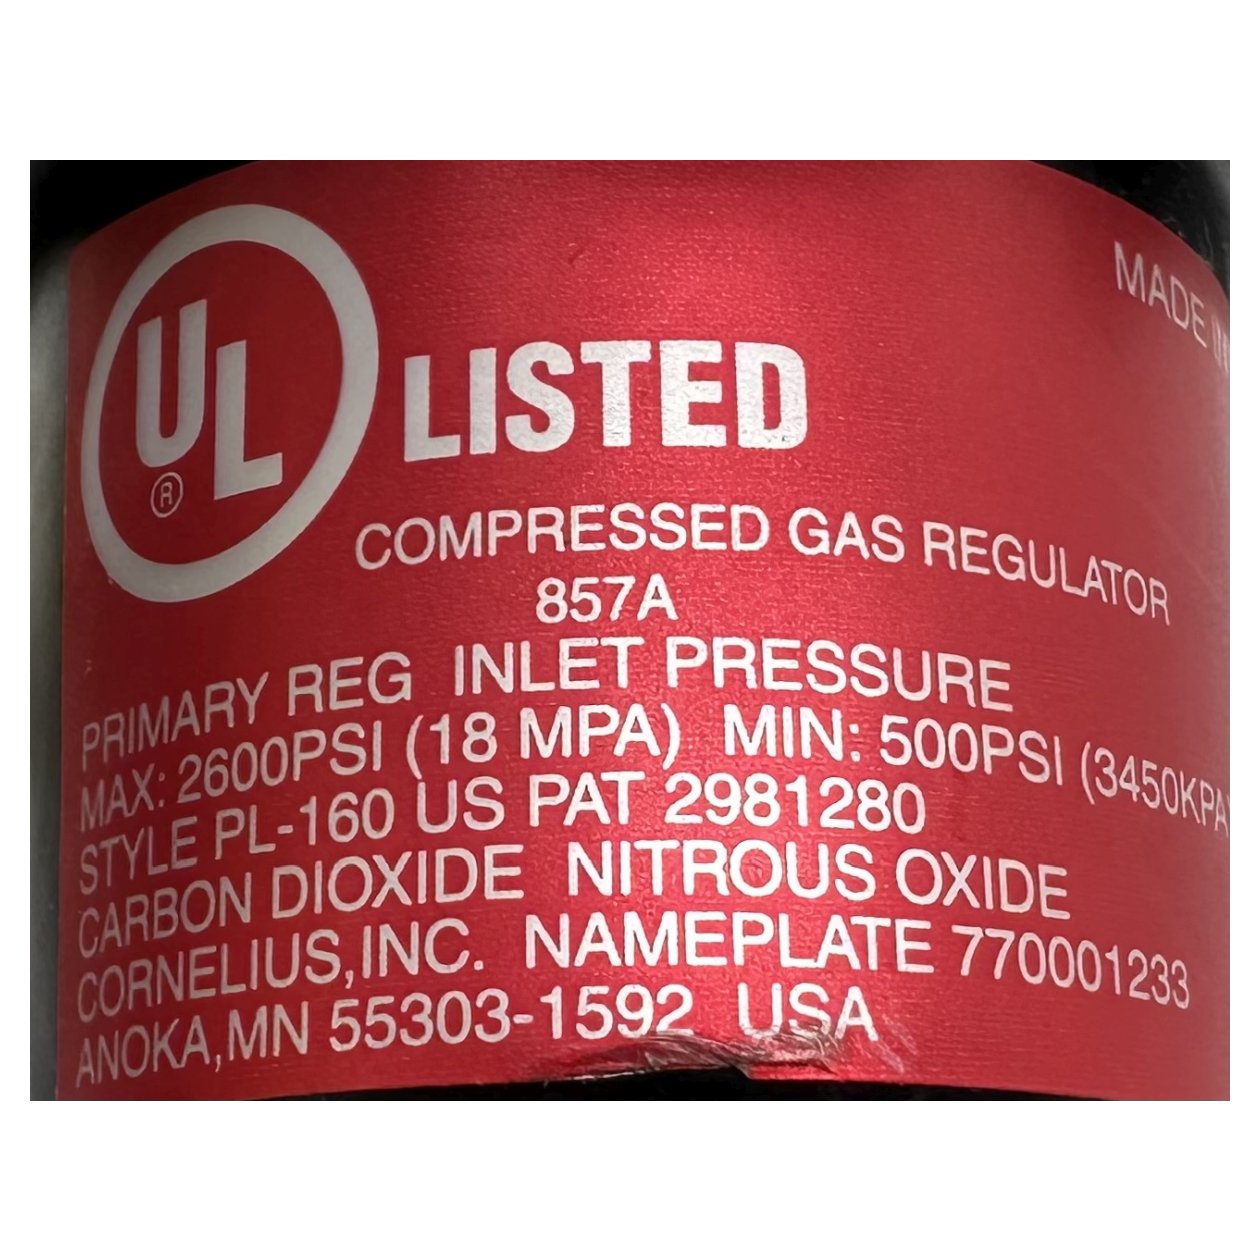 MADE IN
UL
®
LISTED
COMPRESSED GAS REGULATOR
857A
PRIMARY REG INLET PRESSURE
MAX: 2600PSI (18 MPA) MIN: 500PSI (3450KPA)
STYLE PL-160 US PAT 2981280
CARBON DIOXIDE NITROUS OXIDE
CORNELIUS,INC. NAMEPLATE 770001233
ANOKA,MN 55303-1592 USA